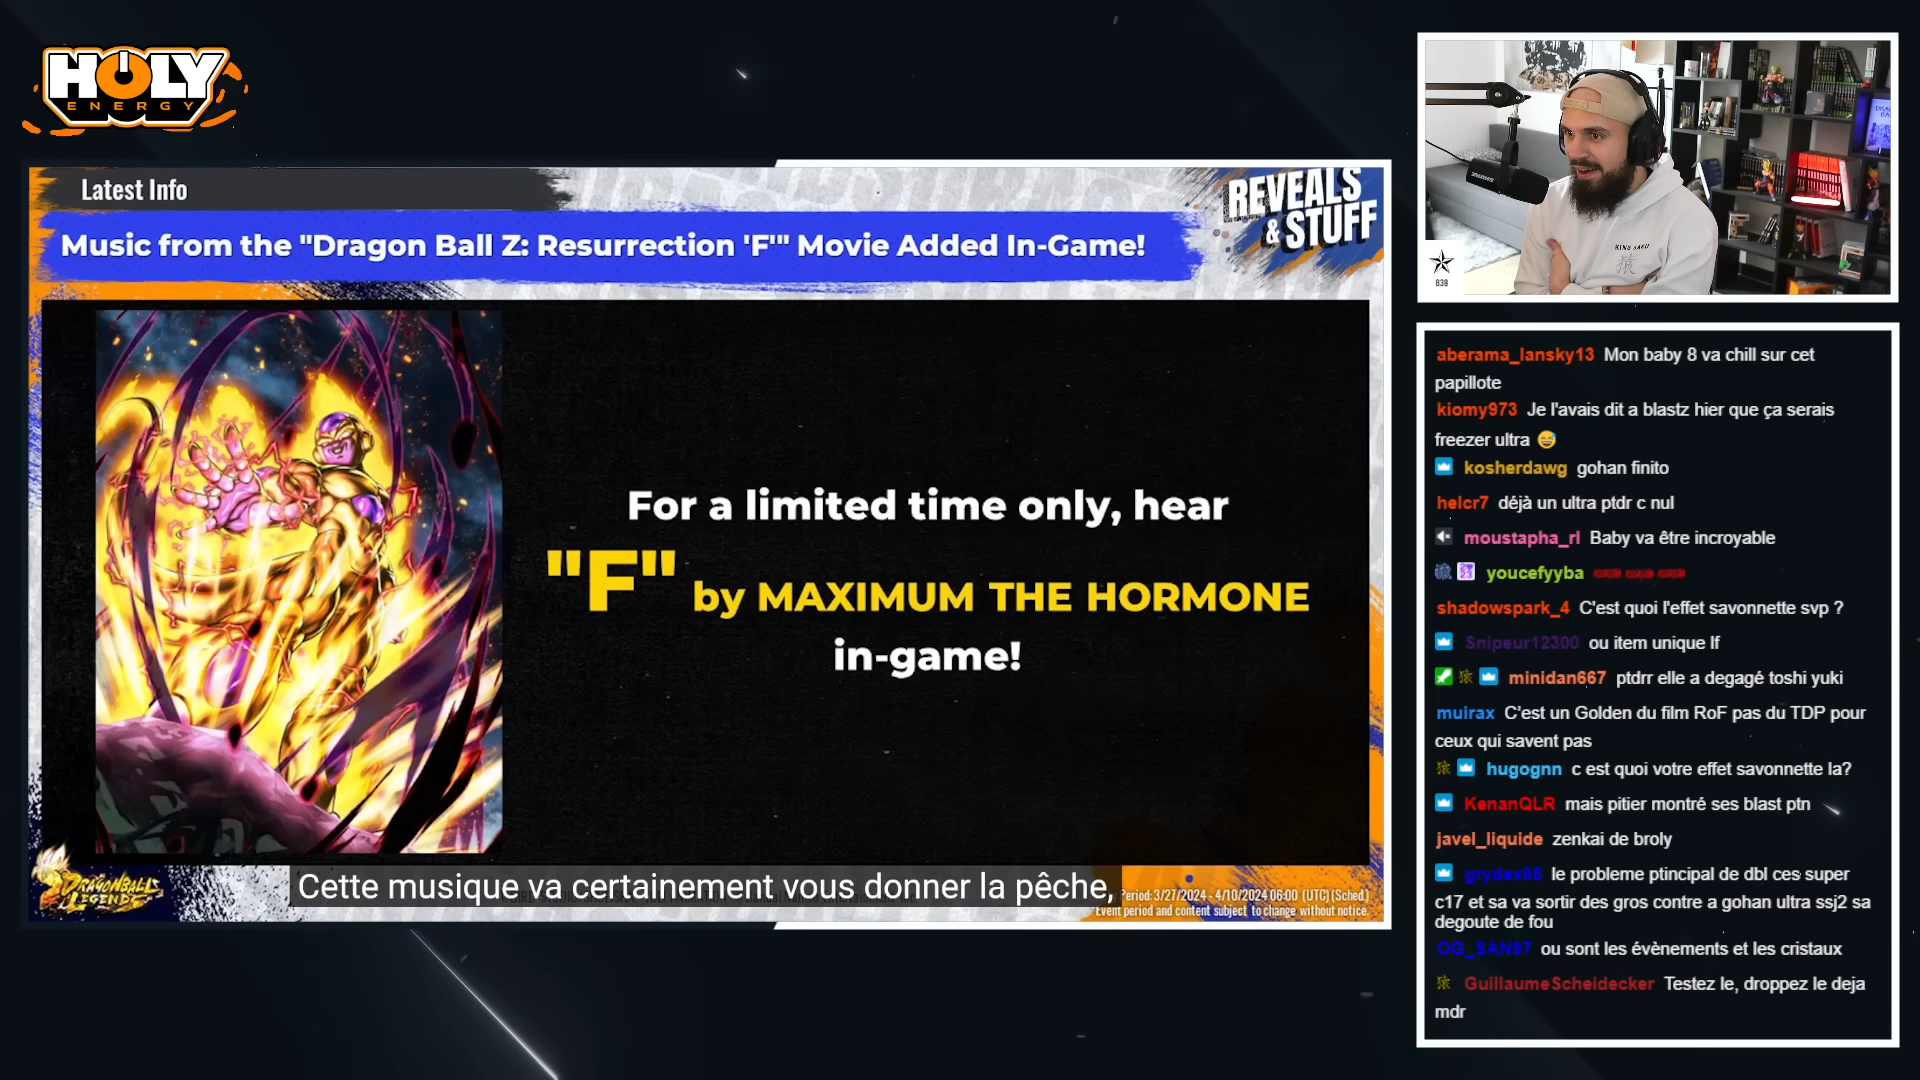 HOLY
ENERGY
Latest Info
REVEALS
& STUFF
Music from the "Dragon Ball Z: Resurrection 'F'" Movie Added In-Game!
For a limited time only, hear
"F" by MAXIMUM THE HORMONE
in-game!
DRAGONBALL
LEGENDS
Cette musique va certainement vous donner la pêche,
Period: 3/27/2024 - 4/10/2024 06:00 (UTC) (Sched.)
*Event period and content subject to change without notice.
KING SAKU
猿
839
aberama_lansky13 Mon baby 8 va chill sur cet
papillote
kiomy973 Je l'avais dit a blastz hier que ça serais
freezer ultra
kosherdawg gohan finito
helcr7 déjà un ultra ptdr c nul
moustapha_rl Baby va être incroyable
youcefyyba
shadowspark_4 C'est quoi l'effet savonnette svp ?
Snipeur12300 ou item unique lf
minidan667 ptdrr elle a degagé toshi yuki
muirax C'est un Golden du film RoF pas du TDP pour
ceux qui savent pas
hugognn c est quoi votre effet savonnette la?
KenanQLR mais pitier montré ses blast ptn
javel_liquide zenkai de broly
grydex66 le probleme ptincipal de dbl ces super
c17 et sa va sortir des gros contre a gohan ultra ssj2 sa
degoute de fou
OG_SAN97 ou sont les évènements et les cristaux
GuillaumeScheidecker Testez le, droppez le deja
mdr